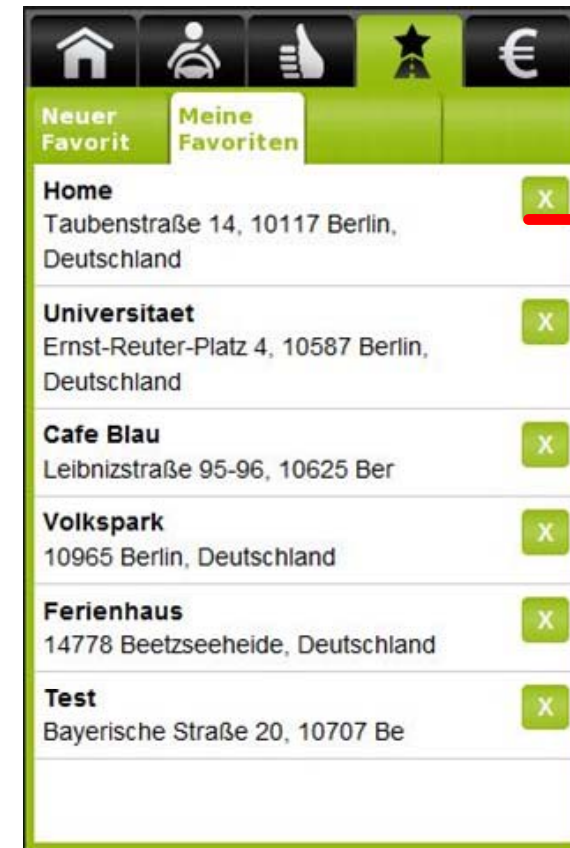 €
Neuer
Favorit
Meine
Favoriten
Home
X
Taubenstraße 14, 10117 Berlin,
Deutschland
Universitaet
X
Ernst-Reuter-Platz 4, 10587 Berlin,
Deutschland
Cafe Blau
X
Leibnizstraße 95-96, 10625 Ber
Volkspark
X
10965 Berlin, Deutschland
Ferienhaus
X
14778 Beetzseeheide, Deutschland
Test
X
Bayerische Straße 20, 10707 Be